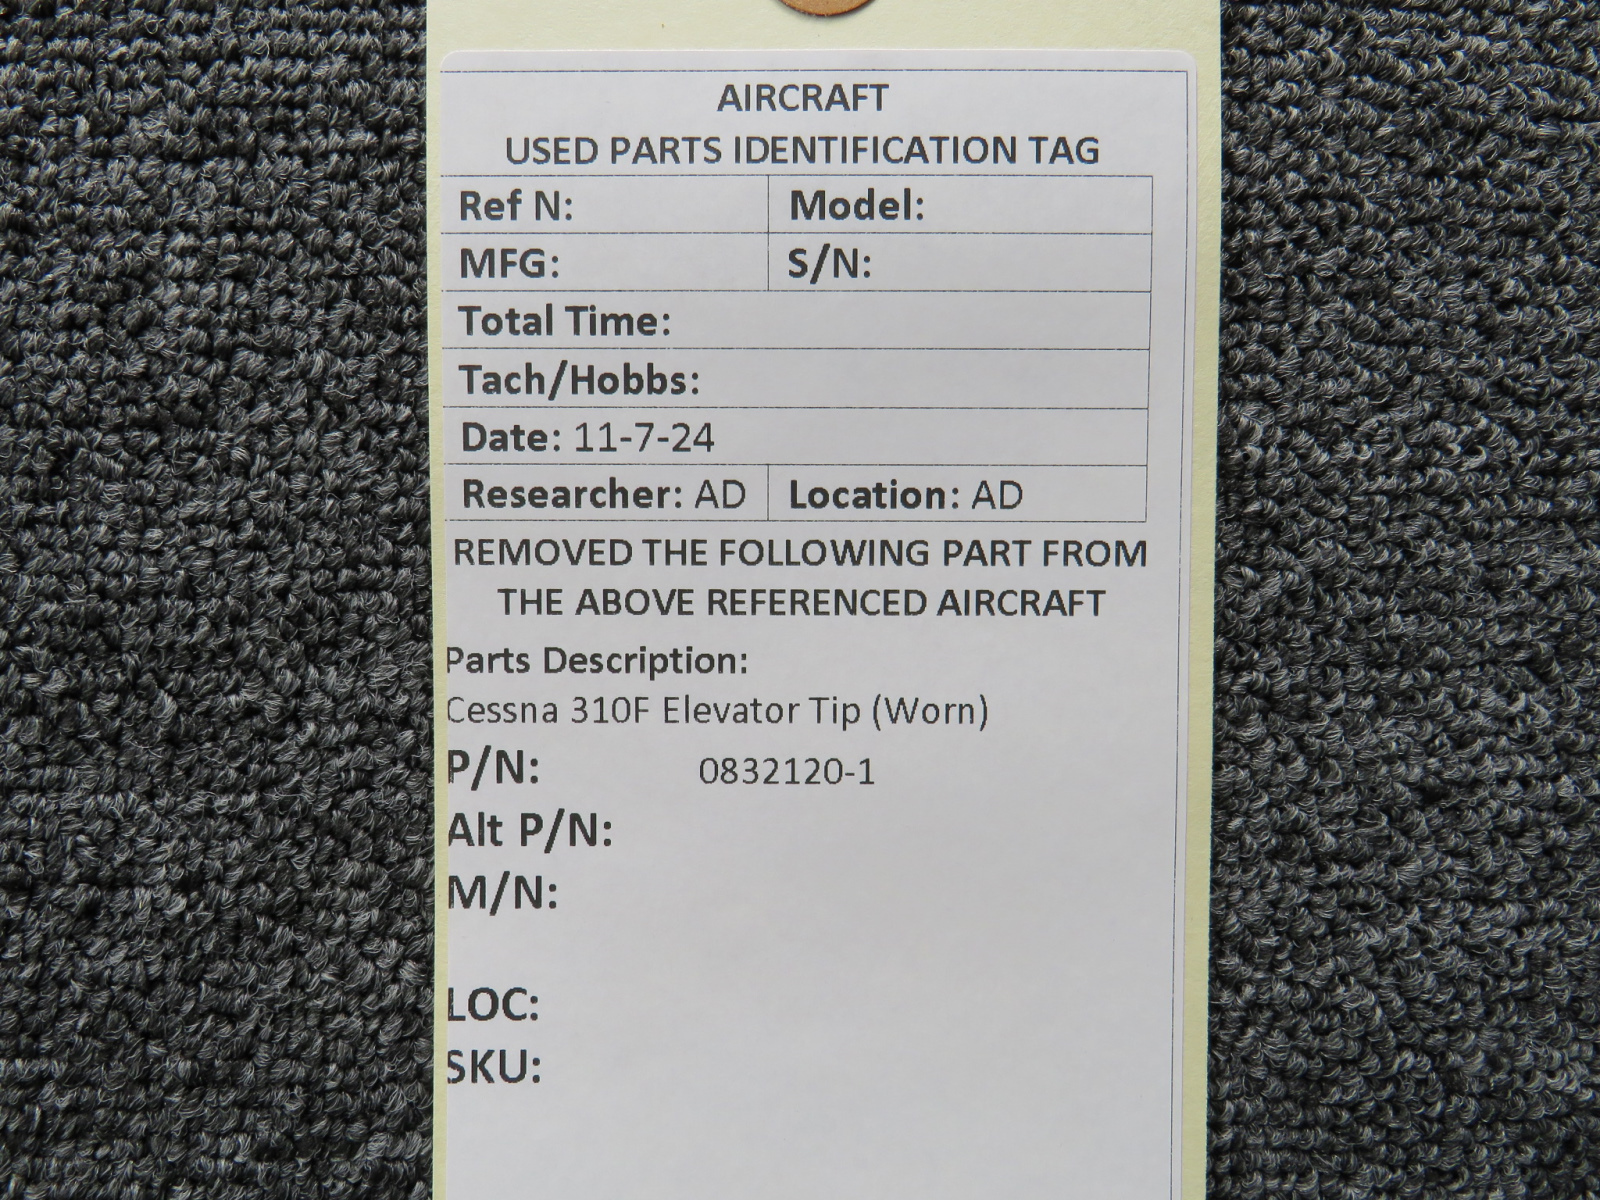 AIRCRAFT
USED PARTS IDENTIFICATION TAG
Ref N: Model:
MFG: S/N:
Total Time:
Tach/Hobbs:
Date: 11-7-24
Researcher: AD Location: AD
REMOVED THE FOLLOWING PART FROM
THE ABOVE REFERENCED AIRCRAFT
Parts Description:
Cessna 310F Elevator Tip (Worn)
P/N: 0832120-1
Alt P/N:
M/N:
LOC:
SKU: